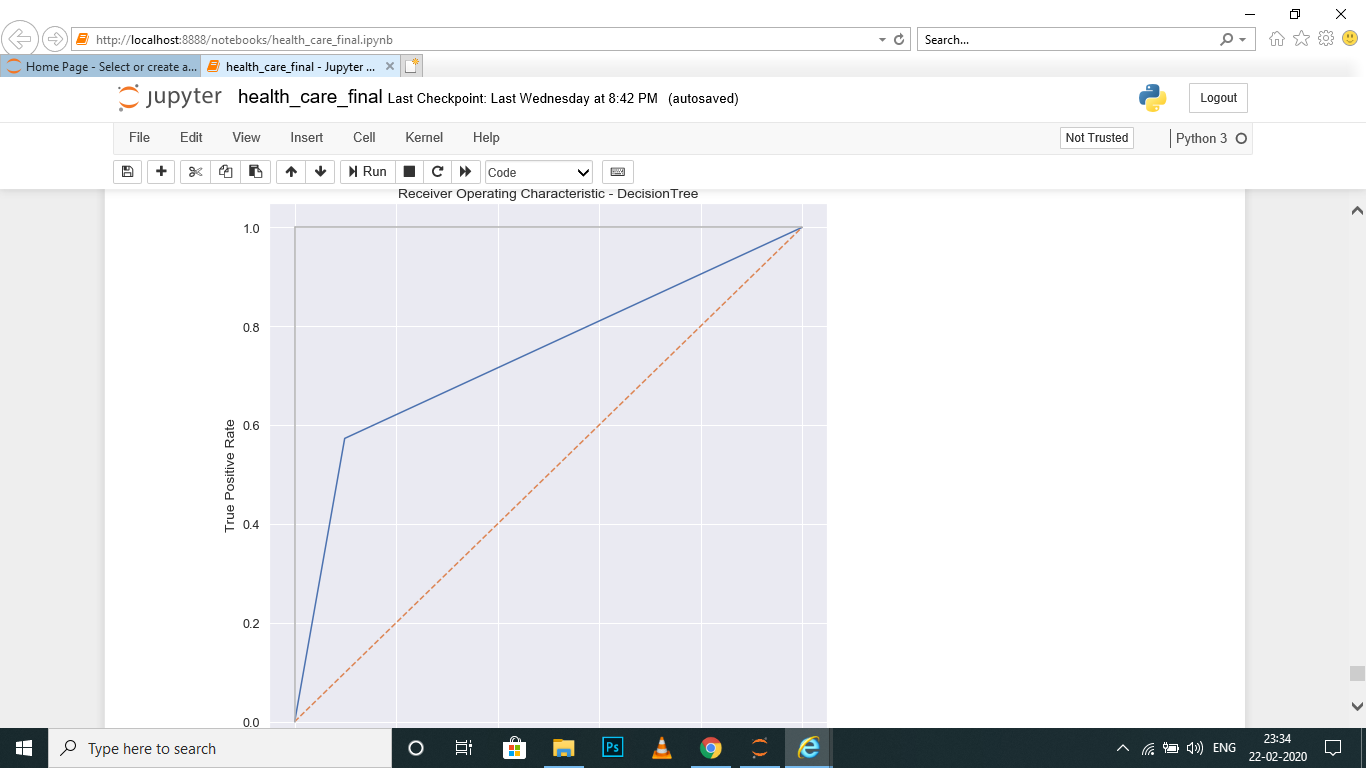 http://localhost:8888/notebooks/health_care_final.ipynb
Search...
Home Page - Select or create a...
health_care_final - Jupyter ...
jupyter health_care_final Last Checkpoint: Last Wednesday at 8:42 PM (autosaved)
Logout
File Edit View Insert Cell Kernel Help
Not Trusted
Python 3
Run
Code
Receiver Operating Characteristic - DecisionTree
1.0
0.8
0.6
0.4
0.2
0.0
True Positive Rate
Type here to search
Ps
ENG
23:34
22-02-2020